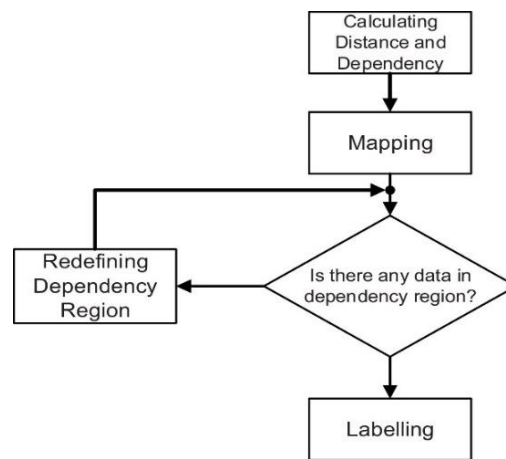 Calculating
Distance and
Dependency
Mapping
Redefining
Dependency
Region
Is there any data in
dependency region?
Labelling